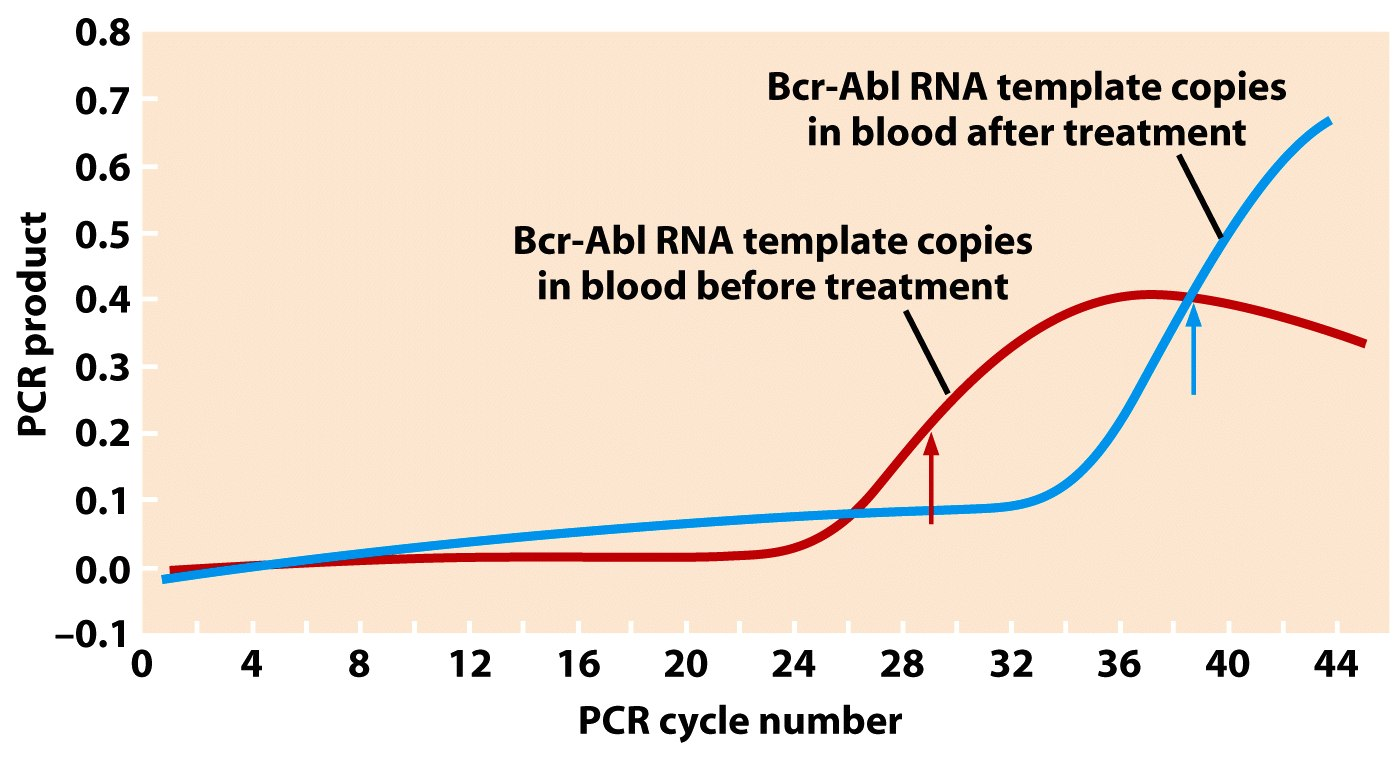 0.8
Bcr-Abl RNA template copies
in blood after treatment
0.7
0.6
0.5
Bcr-Abl RNA template copies
in blood before treatment
0.4
0.3
0.2
0.1
0.0
–0.1
PCR product
0 4 8 12 16 20 24 28 32 36 40 44
PCR cycle number